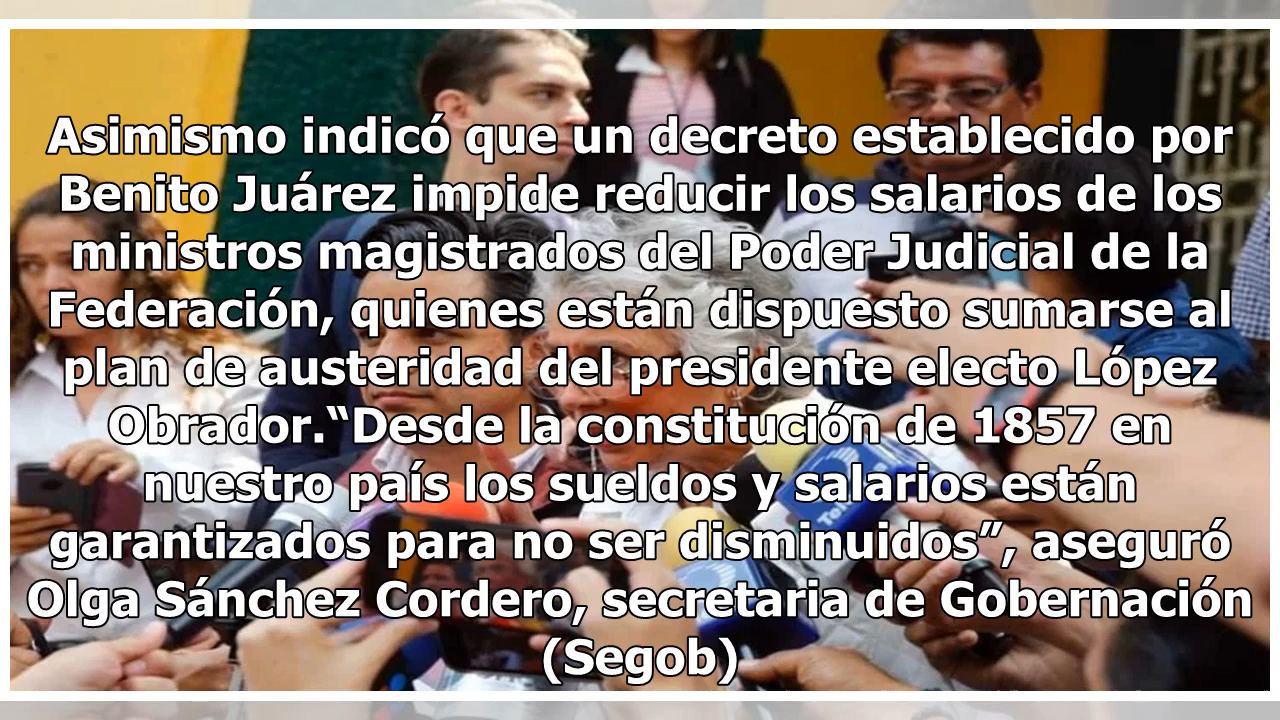 Asimismo indicó que un decreto establecido por
Benito Juárez impide reducir los salarios de los
ministros magistrados del Poder Judicial de la
Federación, quienes están dispuesto sumarse al
plan de austeridad del presidente electo López
Obrador.“Desde la constitución de 1857 en
nuestro país los sueldos y salarios están
garantizados para no ser disminuidos”, aseguró
Olga Sánchez Cordero, secretaria de Gobernación
(Segob)